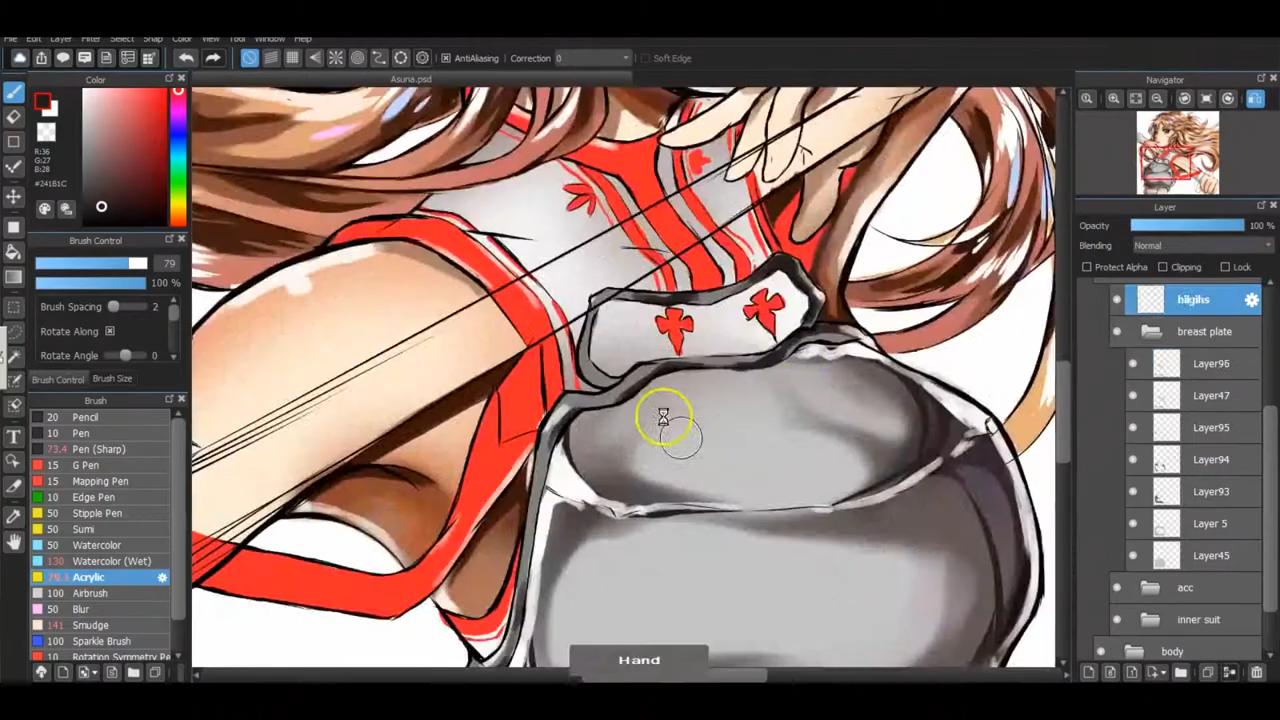 File Edit Layer Filter Select Snap Color View Tool Window Help
AntiAliasing Correction 0 Soft Edge
Color
Asuna.psd
Navigator
R:36
G:27
B:28
#241B1C
Layer
Opacity 100 %
Blending Normal
Protect Alpha Clipping Lock
Brush Control
79
100 %
Brush Spacing 2
Rotate Along
Rotate Angle 0
Brush Control Brush Size
Brush
20 Pencil
10 Pen
73.4 Pen (Sharp)
15 G Pen
15 Mapping Pen
10 Edge Pen
50 Stipple Pen
50 Sumi
50 Watercolor
130 Watercolor (Wet)
Acrylic
100 Airbrush
50 Blur
141 Smudge
100 Sparkle Brush
10 Rotation Symmetry Pe
hiigihs
breast plate
Layer96
Layer47
Layer95
Layer94
Layer93
Layer 5
Layer45
acc
inner suit
body
Hand